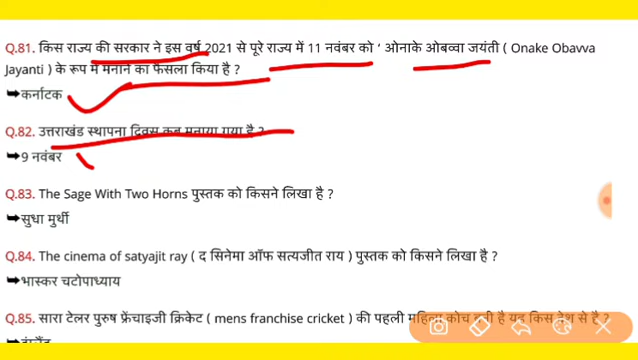 Q.81. किस राज्य की सरकार ने इस वर्ष 2021 से पूरे राज्य में 11 नवंबर को ‘ ओनाके ओबव्वा जयंती ( Onake Obavva
Jayanti ) के रूप में मनाने का फैसला किया है ?
➥कर्नाटक
Q.82. उत्तराखंड स्थापना दिवस कब मनाया गया है ?
➥9 नवंबर
Q.83. The Sage With Two Horns पुस्तक को किसने लिखा है ?
➥सुधा मुर्थी
Q.84. The cinema of satyajit ray ( द सिनेमा ऑफ सत्यजीत राय ) पुस्तक को किसने लिखा है ?
➥भास्कर चटोपाध्याय
Q.85. सारा टेलर पुरुष फ्रेंचाइजी क्रिकेट ( mens franchise cricket ) की पहली महिला कोच बनी है यह किस देश से है ?